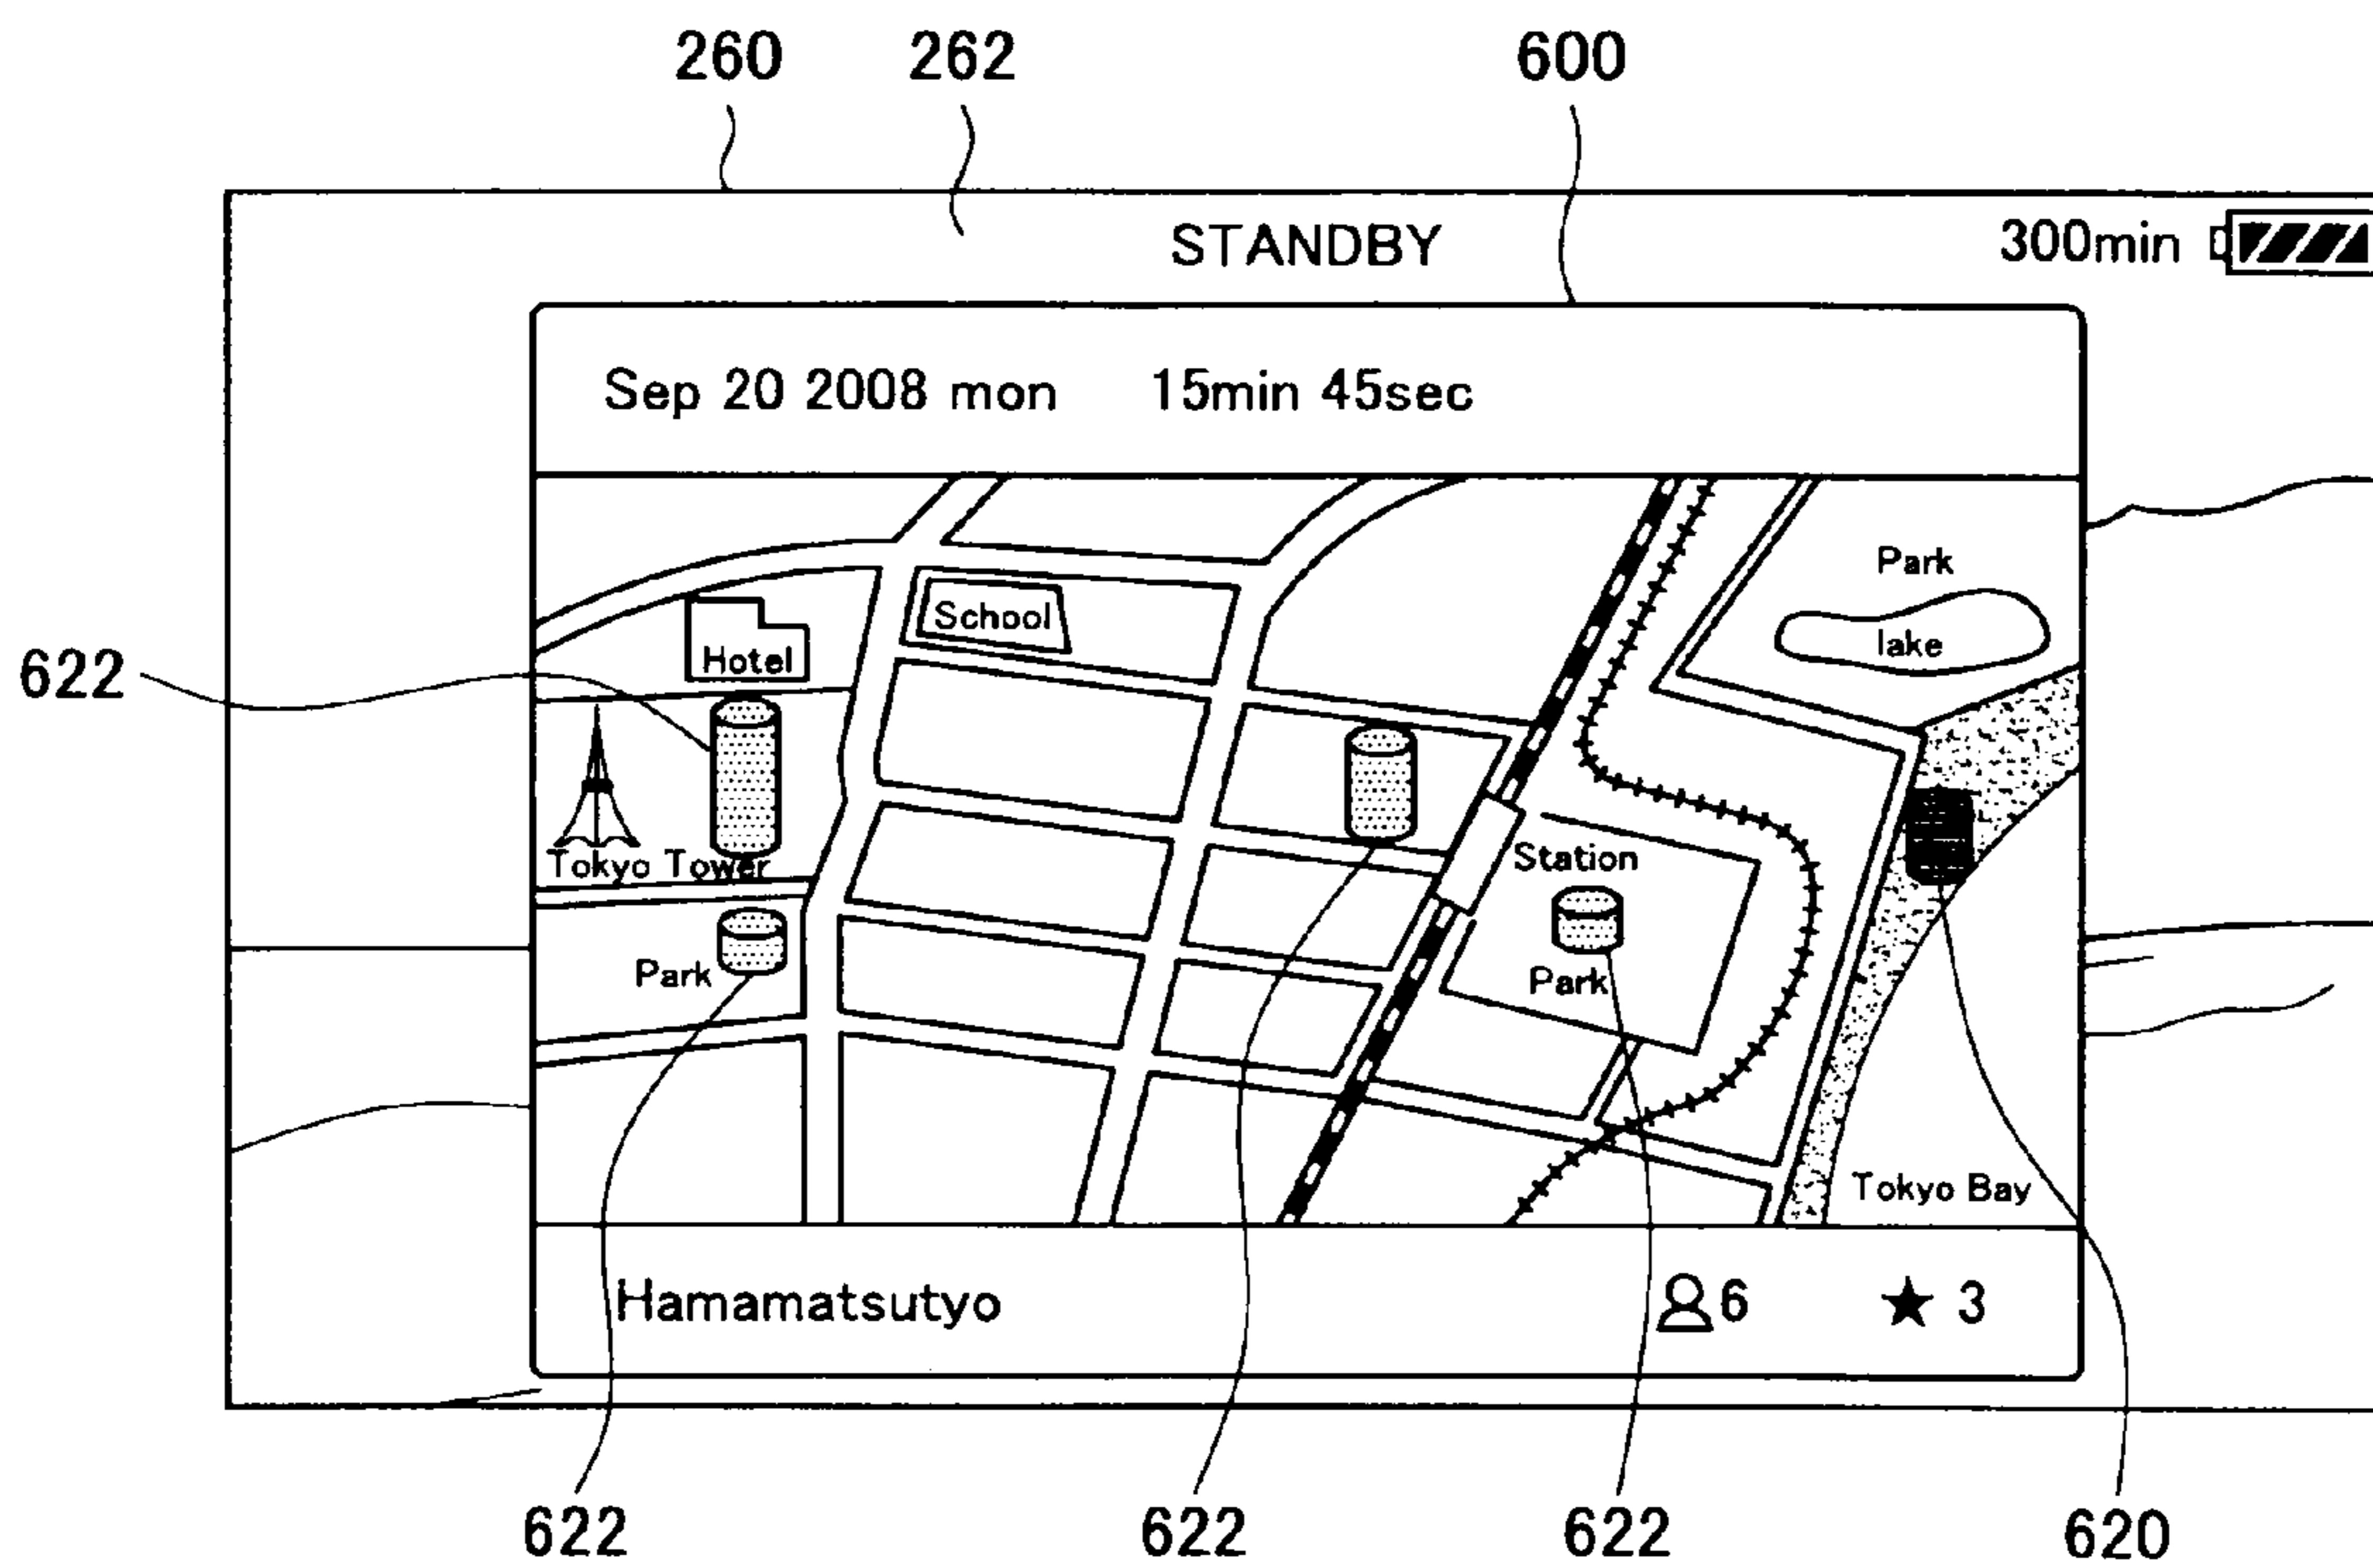 260 262 600
STANDBY 300min
Sep 20 2008 mon 15min 45sec
Park
School
lake
Hotel
622
Tokyo Tower
Station
Park
Park
Tokyo Bay
Hamamatsutyo 6 ★ 3
622 622 622 620